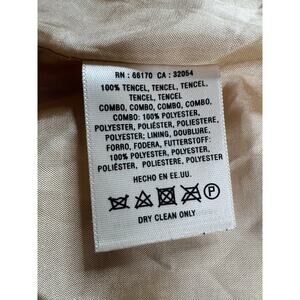 RN : 66170 CA : 32054
100% TENCEL, TENCEL,
TENCEL, TENCEL
COMBO, COMBO, COMBO, COMBO,
COMBO: 100% POLYESTER,
POLYESTER, POLIÉSTER,
POLYESTER, POLIESTERE,
POLYESTER; LINING, DOUBLURE,
FORRO, FODERA, FUTTERSTOFF:
100% POLYESTER, POLYESTER,
POLIÉSTER, POLIESTERE, POLYESTER
HECHO EN EE.UU.
P
DRY CLEAN ONLY